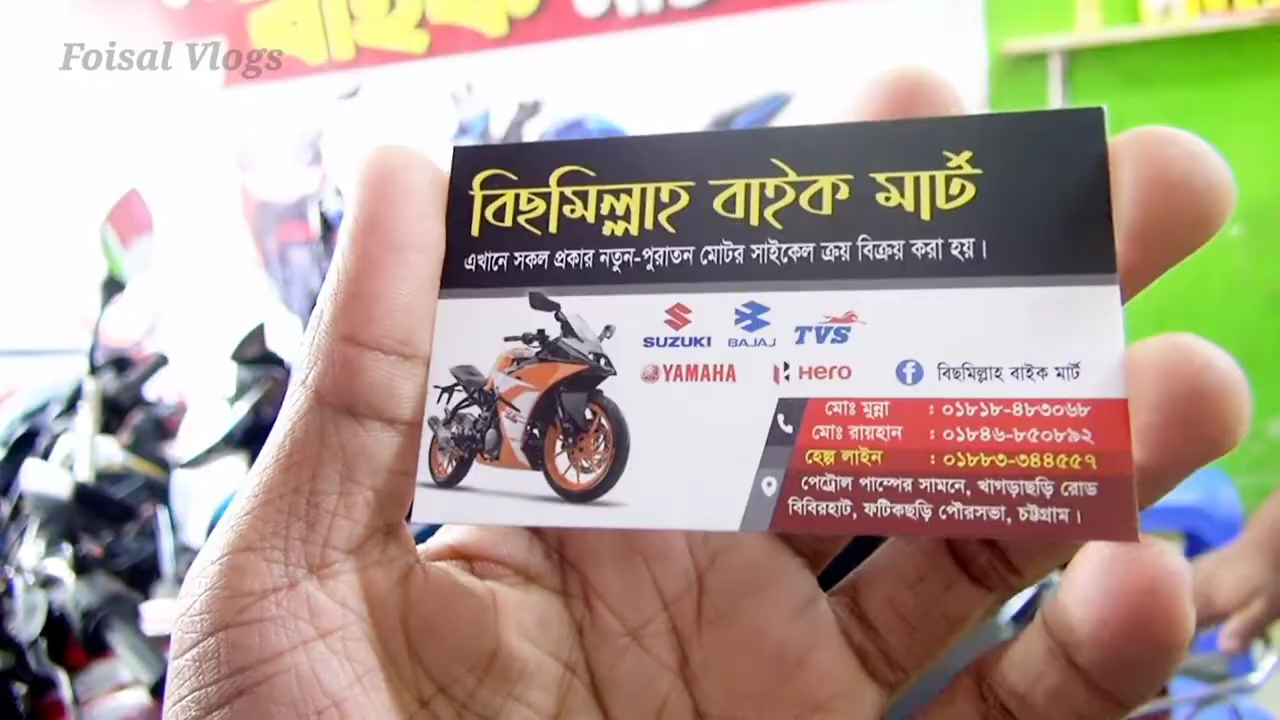 বাইক মার্ট
Foisal Vlogs
বিছমিল্লাহ বাইক মার্ট
এখানে সকল প্রকার নতুন-পুরাতন মোটর সাইকেল ক্রয় বিক্রয় করা হয়।
SUZUKI BAJAJ TVS
YAMAHA HERO বিছমিল্লাহ বাইক মার্ট
মোঃ মুন্না : ০১৮১৮-৪৮৩০৬৮
মোঃ রায়হান : ০১৮৪৬-৮৫০৮৯২
হেল্প লাইন : ০১৮৮৩-৩৪৪৫৫৭
পেট্রোল পাম্পের সামনে, খাগড়াছড়ি রোড
বিবিরহাট, ফটিকছড়ি পৌরসভা, চট্টগ্রাম।